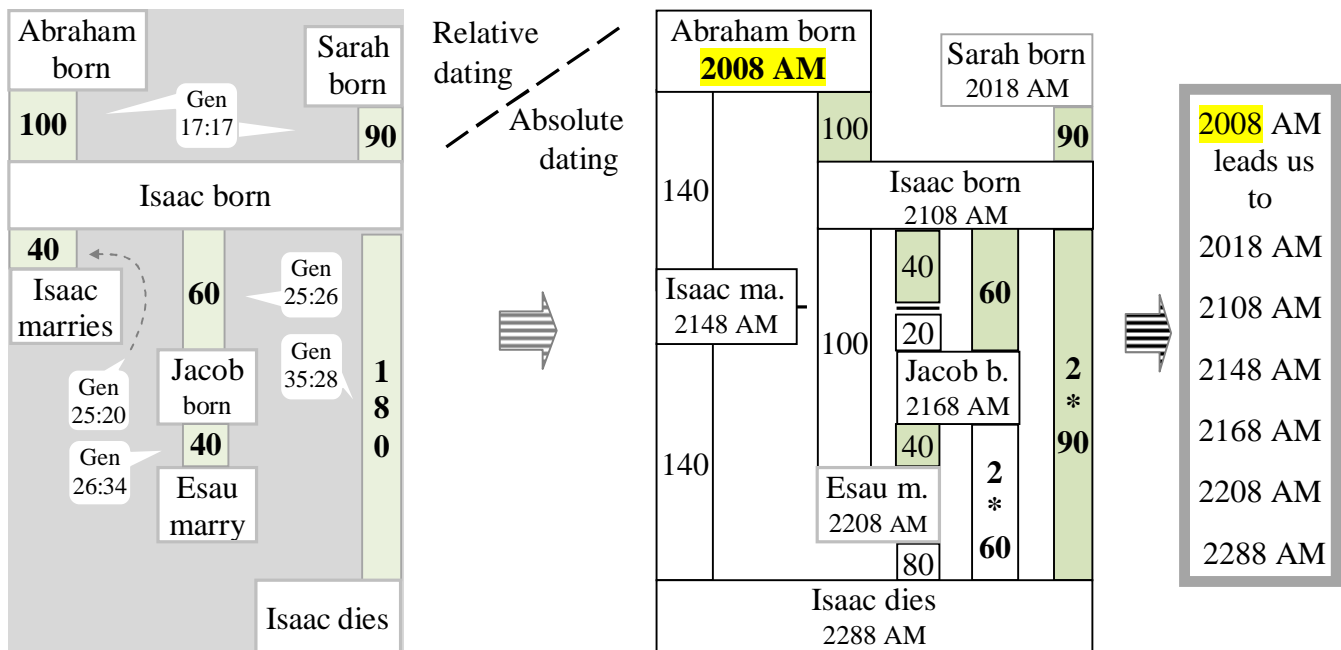 Abraham
born
Sarah
born
100
Gen
17:17
90
Isaac born
40
Isaac
marries
60
Gen
25:26
Gen
35:28
Gen
25:20
Jacob
born
1
8
0
40
Gen
26:34
Esau
marry
Isaac dies
Relative
dating
Absolute
dating
Abraham born
2008 AM
Sarah born
2018 AM
100
90
140
Isaac born
2108 AM
40
60
Isaac ma.
2148 AM
20
100
Jacob b.
2168 AM
2
*
90
140
40
Esau m.
2208 AM
2
*
60
80
Isaac dies
2288 AM
2008 AM
leads us
to
2018 AM
2108 AM
2148 AM
2168 AM
2208 AM
2288 AM